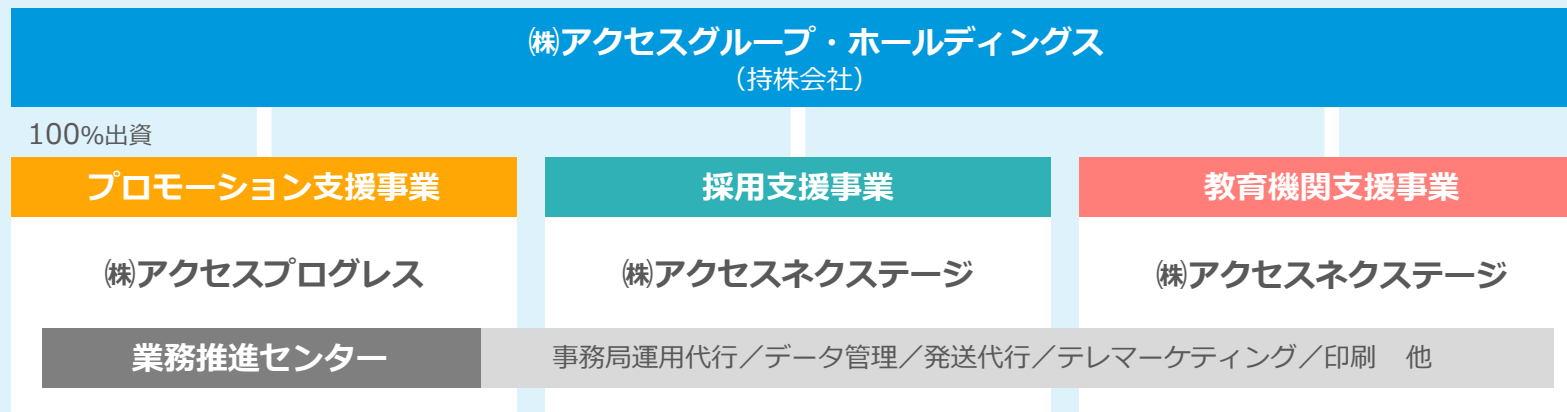 ㈱アクセスグループ・ホールディングス
（持株会社）
100%出資
プロモーション支援事業
採用支援事業
教育機関支援事業
㈱アクセスプログレス
㈱アクセスネクステージ
㈱アクセスネクステージ
業務推進センター
事務局運用代行／データ管理／発送代行／テレマーケティング／印刷　他